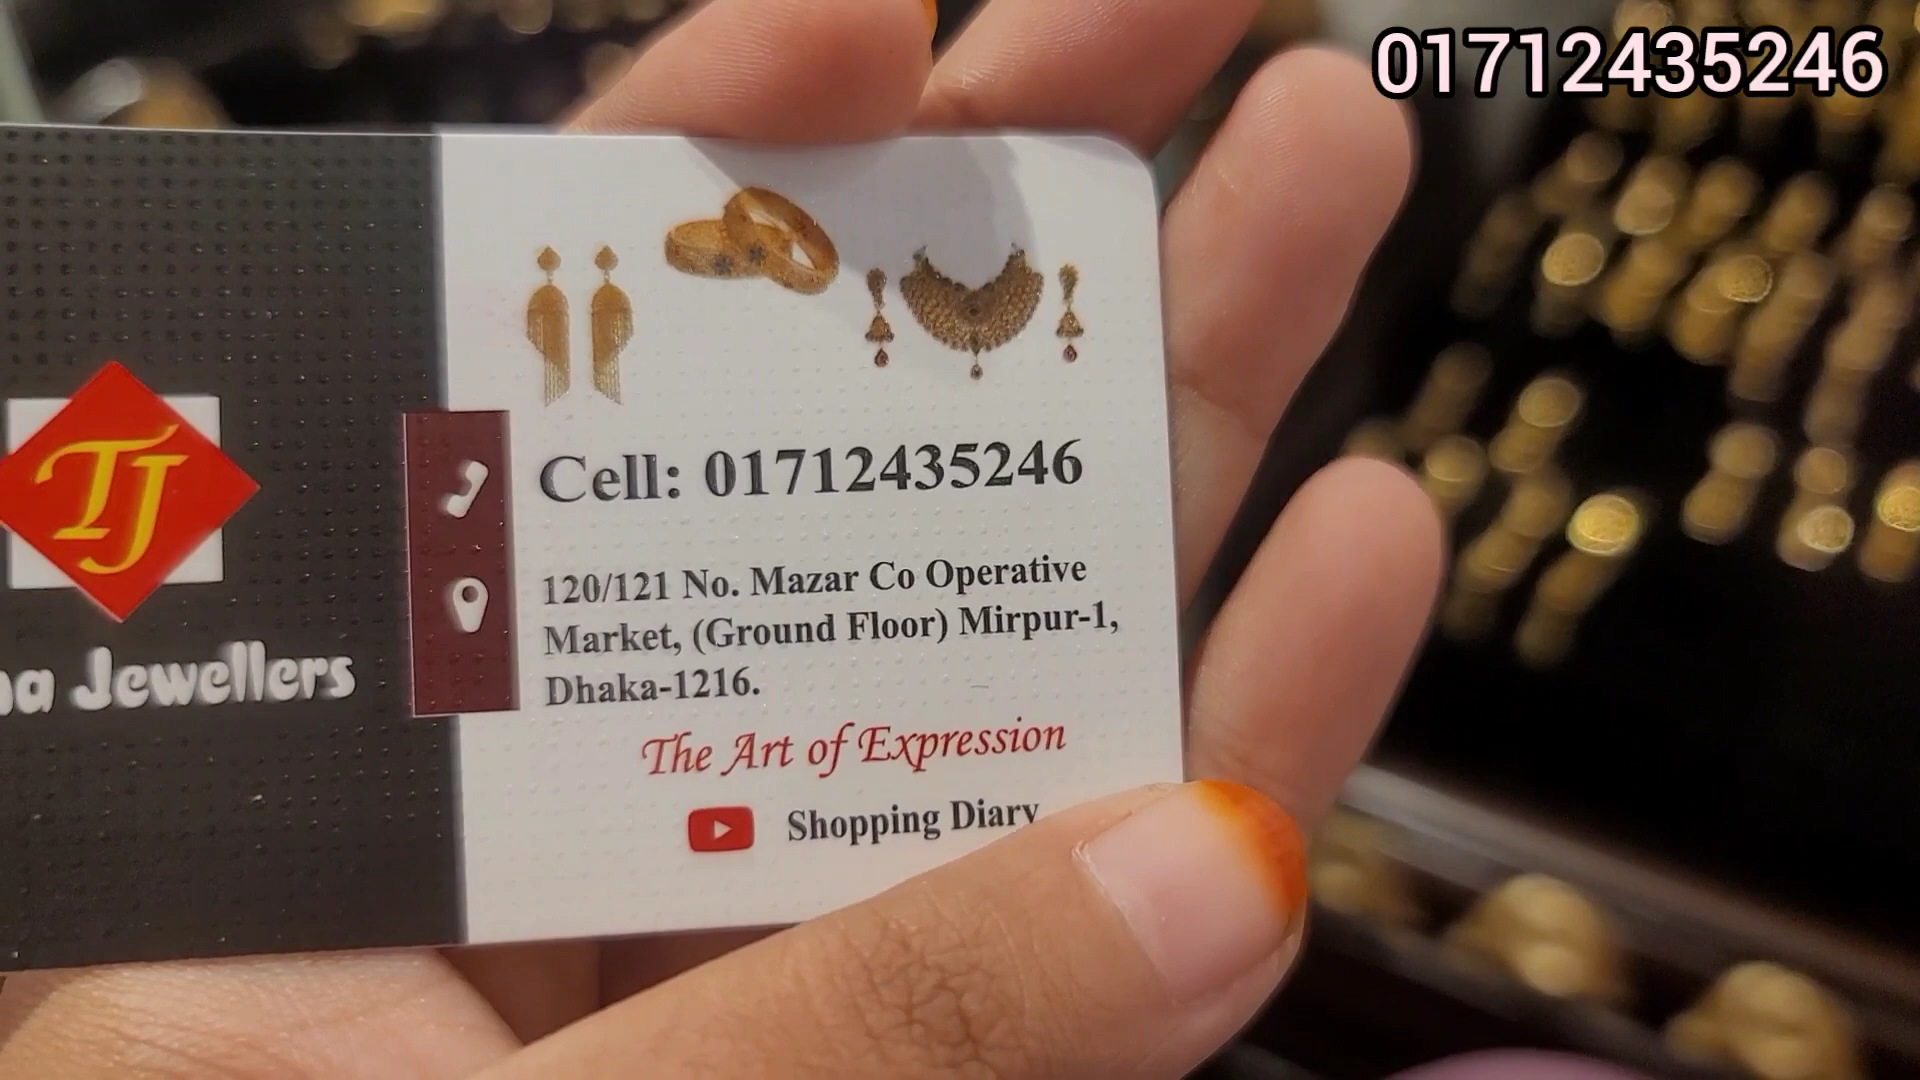 01712435246
TJ
Jewellers
Cell: 01712435246
120/121 No. Mazar Co Operative
Market, (Ground Floor) Mirpur-1,
Dhaka-1216.
The Art of Expression
Shopping Diary